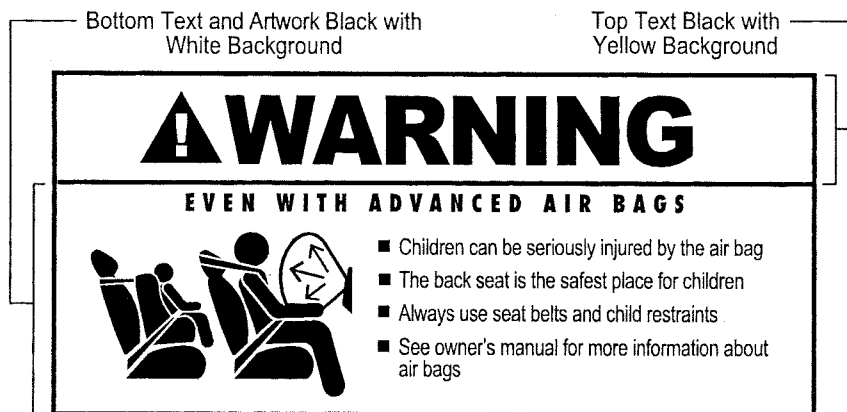 Bottom Text and Artwork Black with
White Background
Top Text Black with
Yellow Background
WARNING
EVEN WITH ADVANCED AIR BAGS
■ Children can be seriously injured by the air bag
■ The back seat is the safest place for children
■ Always use seat belts and child restraints
■ See owner's manual for more information about
air bags